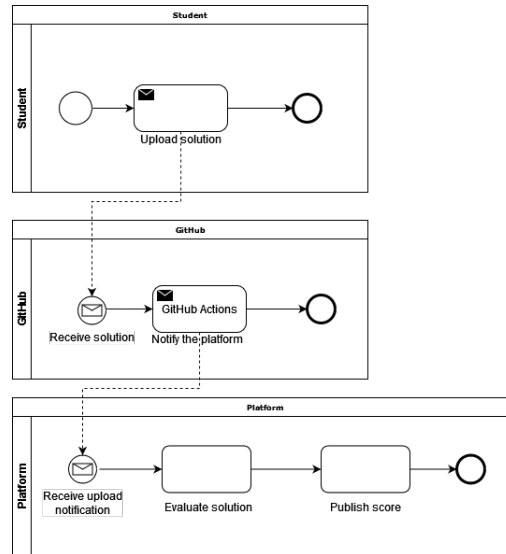 Student
Student
Upload solution
GitHub
GitHub
GitHub Actions
Receive solution
Notify the platform
Platform
Platform
Receive upload
notification
Evaluate solution
Publish score